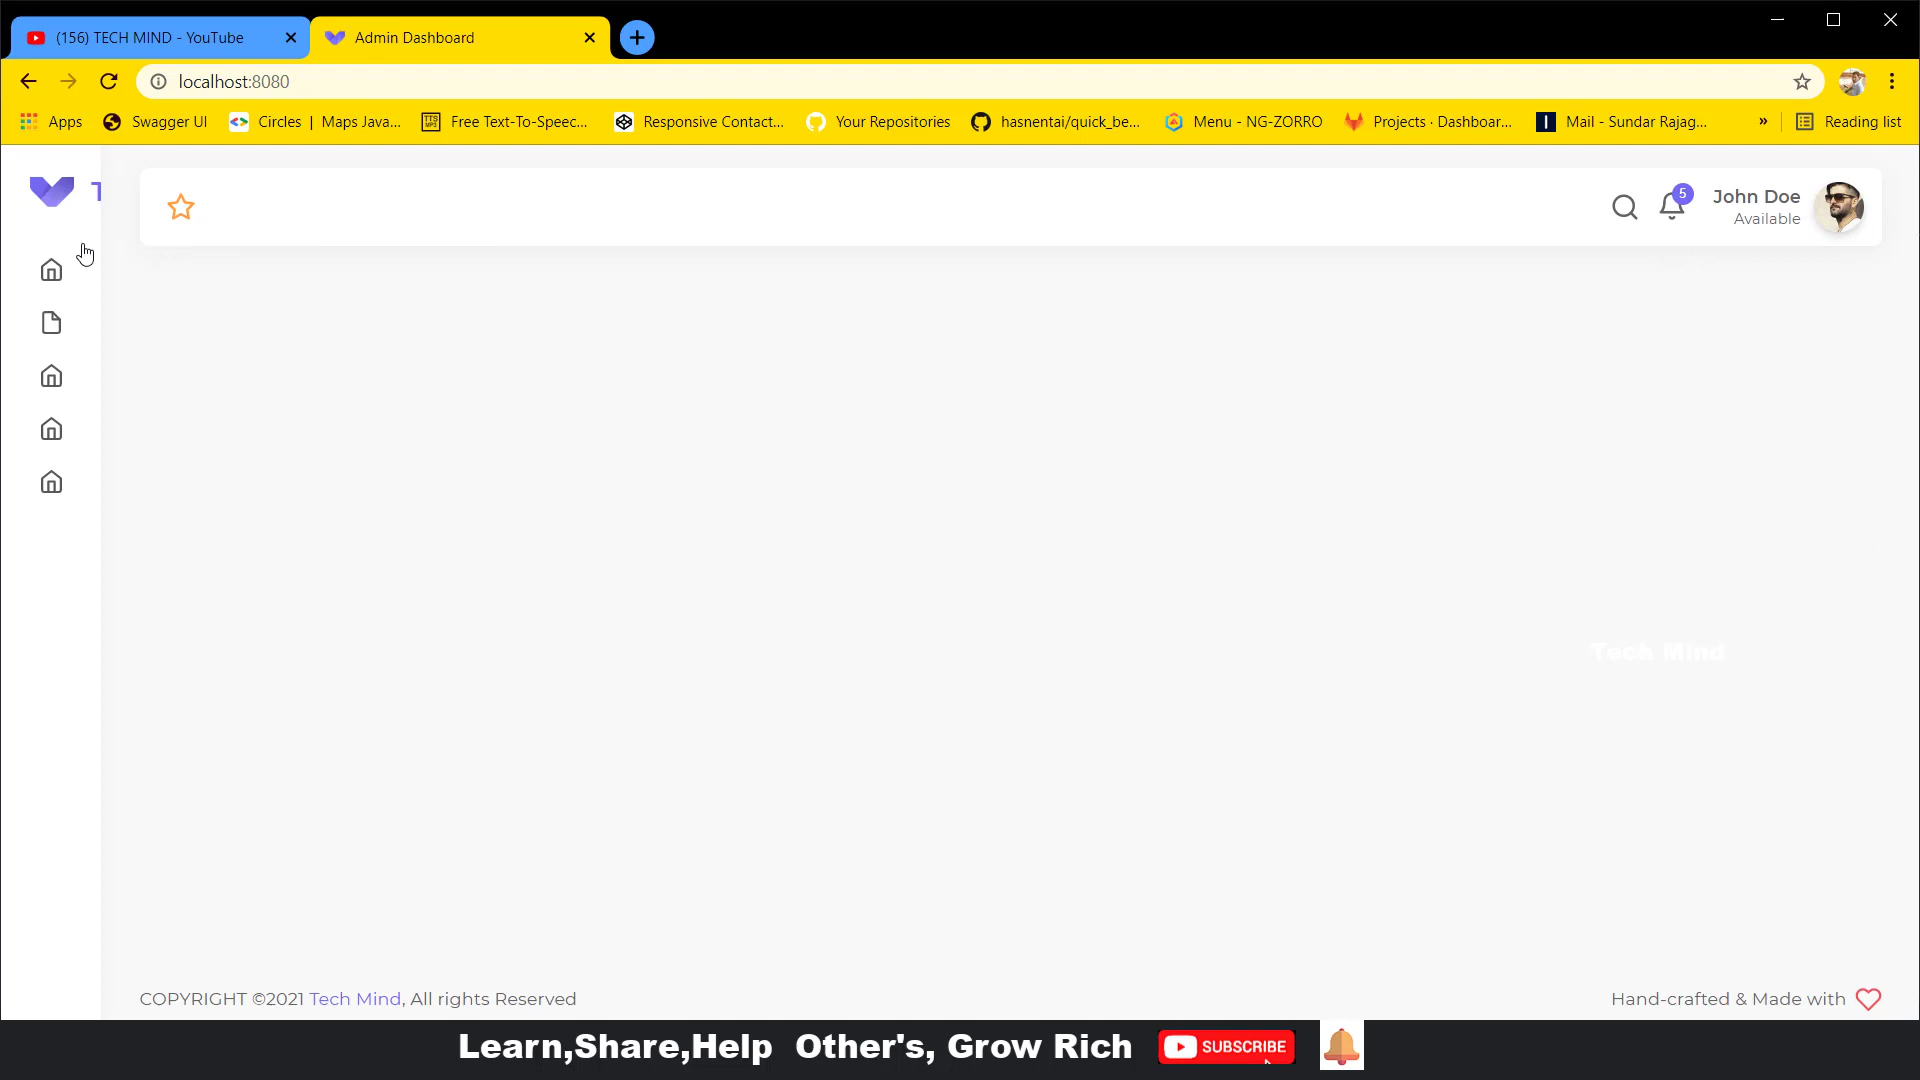 (156) TECH MIND - YouTube
Admin Dashboard
localhost:8080
Apps
Swagger UI
Circles | Maps Java...
TTS MP3
Free Text-To-Speec...
Responsive Contact...
Your Repositories
hasnentai/quick_be...
Menu - NG-ZORRO
Projects · Dashboar...
Mail - Sundar Rajag...
»
Reading list
T
5
John Doe
Available
Tech Mind
COPYRIGHT ©2021 Tech Mind, All rights Reserved
Hand-crafted & Made with
Learn,Share,Help Other's, Grow Rich
SUBSCRIBE